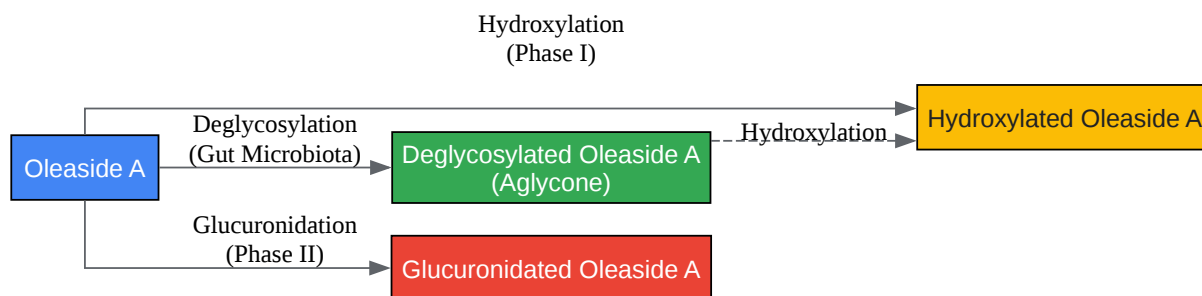 Hydroxylation
(Phase I)
Hydroxylated Oleaside A
Deglycosylation
(Gut Microbiota)
Hydroxylation
Oleaside A
Deglycosylated Oleaside A
(Aglycone)
Glucuronidation
(Phase II)
Glucuronidated Oleaside A